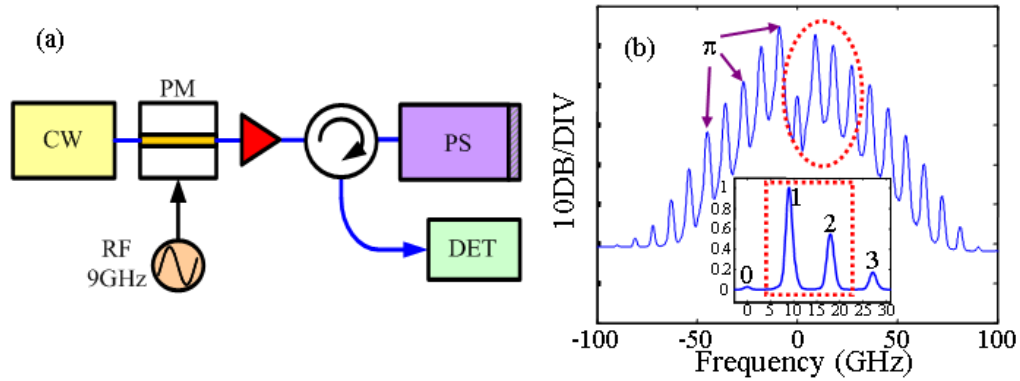 (a)
PM
CW
PS
RF
9GHz
DET
(b)
π
10DB/DIV
1
0.8
0.6
0.4
0.2
0
0
1
2
3
0 5 10 15 20 25 30
-100 -50 0 50 100
Frequency (GHz)